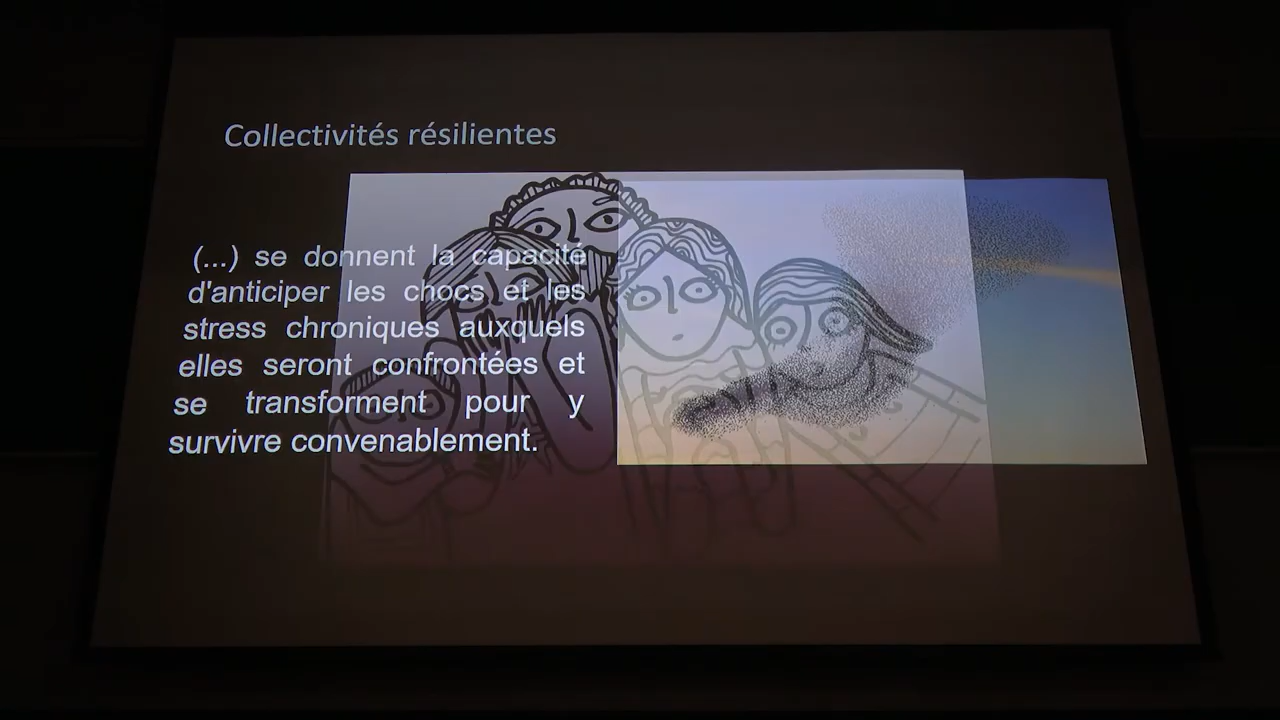 Collectivités résilientes
(...) se donnent la capacité
d'anticiper les chocs et les
stress chroniques auxquels
elles seront confrontées et
se transforment pour y
survivre convenablement.